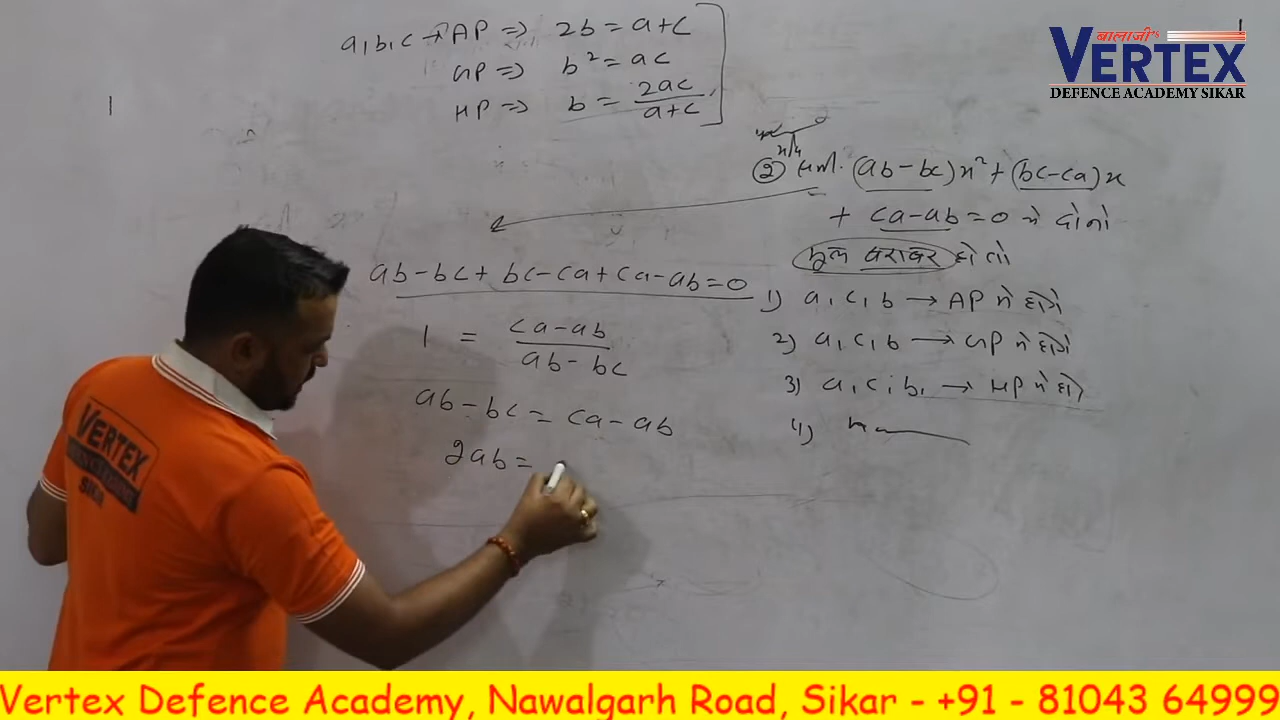 a, b, c → AP ⇒ 2b = a+c
GP ⇒ b² = ac
HP ⇒ b = 2ac/a+c
1
बालाजी's
VERTEX
DEFENCE ACADEMY SIKAR
② (ab-bc)x² + (bc-ca)x
+ ca-ab = 0 में दोनों
मूल बराबर हो तो
1) a, c, b → AP में होंगे
2) a, c, b → GP में होंगे
3) a, c, b, → HP में होंगे
4)
ab-bc + bc-ca + ca-ab = 0
1 = ca-ab/ab-bc
ab-bc = ca-ab
2ab =
VERTEX
Vertex Defence Academy, Nawalgarh Road, Sikar - +91 - 81043 64999